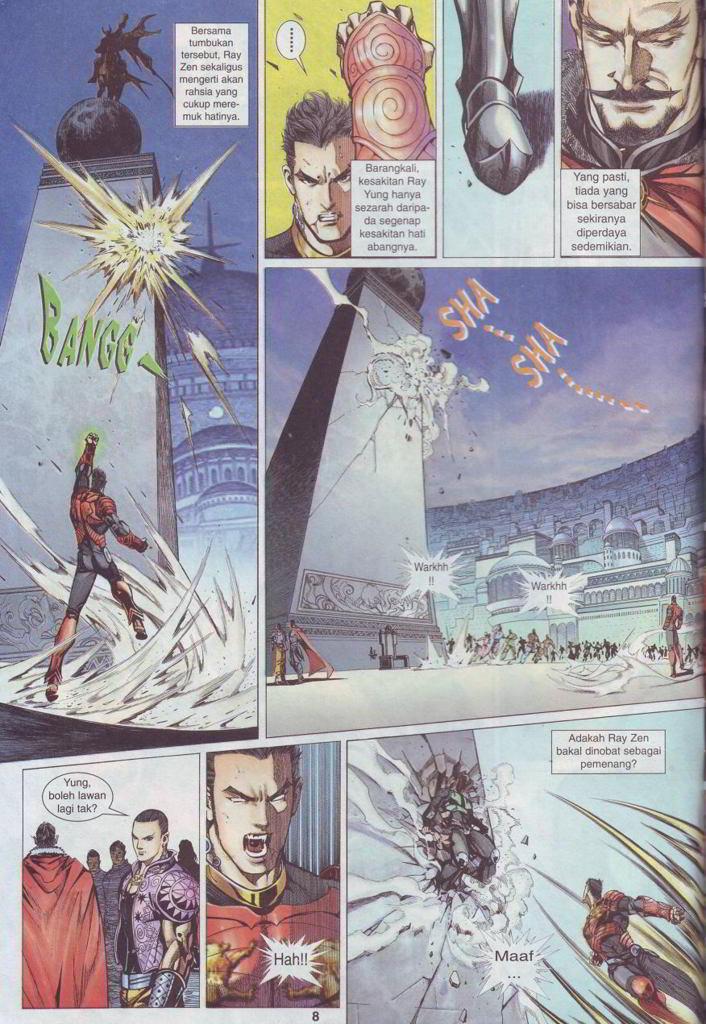 Bersama
tumbukan
tersebut, Ray
Zen sekaligus
mengerti akan
rahsia yang
cukup mere-
muk hatinya.
BANGG
Barangkali,
kesakitan Ray
Yung hanya
sezarah daripa-
da segenap
kesakitan hati
abangnya.
Yang pasti,
tiada yang
bisa bersabar
sekiranya
diperdaya
sedemikian.
SHA
SHA
Warkhh
!!
Warkhh
!!
Yung,
boleh lawan
lagi tak?
Hah!!
Adakah Ray Zen
bakal dinobat sebagai
pemenang?
Maaf
...
8